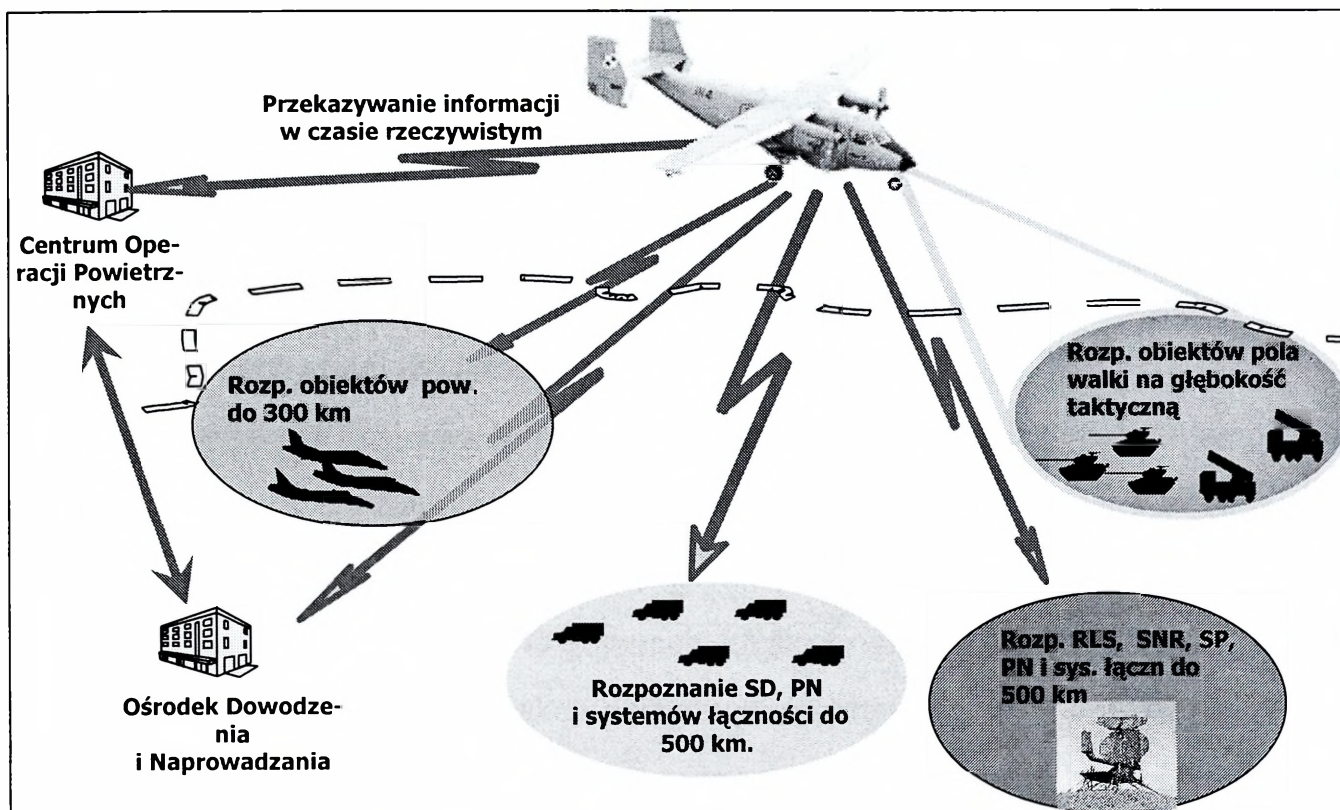 Przekazywanie informacji
w czasie rzeczywistym
Centrum Ope-
racji Powietrz-
nych
Rozp. obiektów pow.
do 300 km
Rozp. obiektów pola
walki na głębokość
taktyczną
Ośrodek Dowodze-
nia
i Naprowadzania
Rozpoznanie SD, PN
i systemów łączności do
500 km.
Rozp. RLS, SNR, SP,
PN i sys. łączn do
500 km